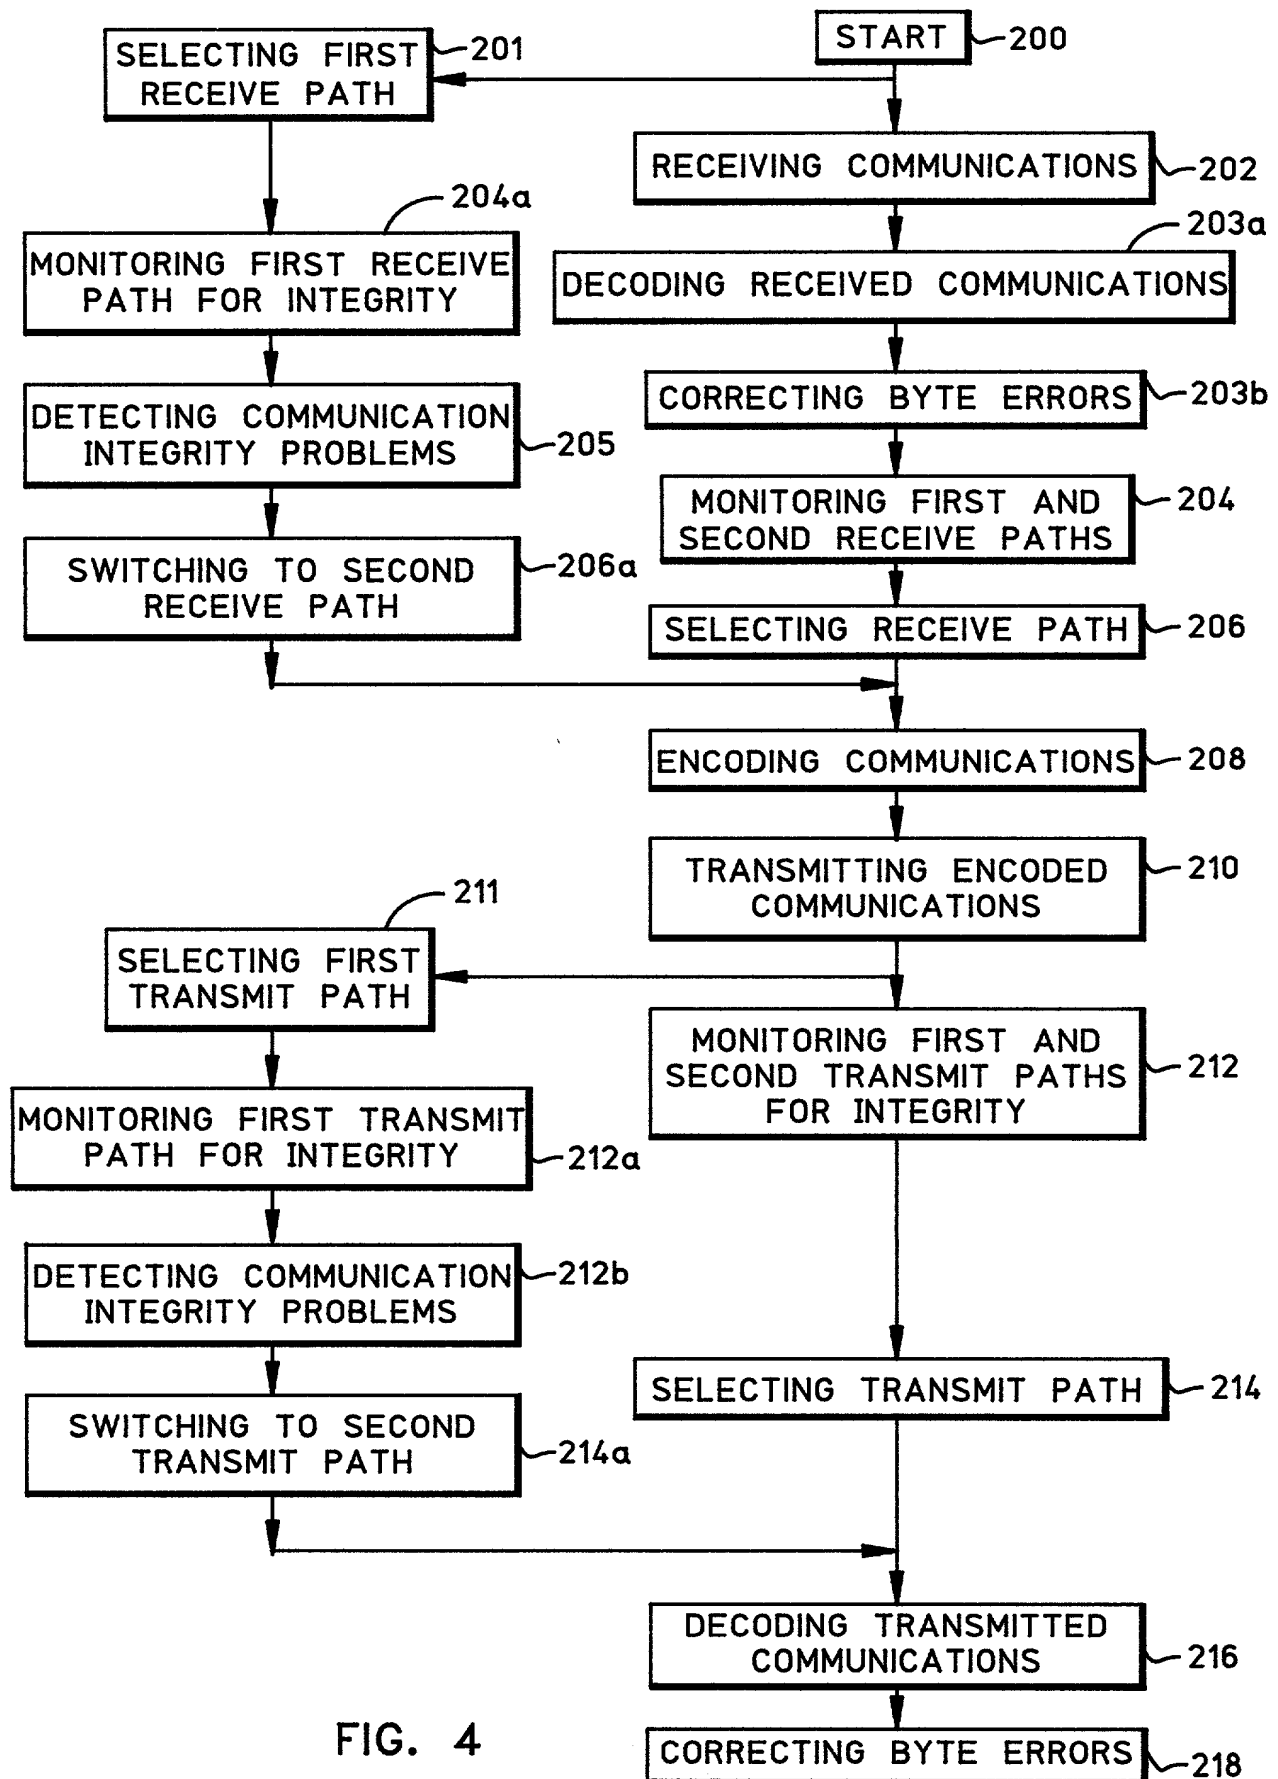 START
200
SELECTING FIRST
RECEIVE PATH
201
RECEIVING COMMUNICATIONS
202
204a
MONITORING FIRST RECEIVE
PATH FOR INTEGRITY
203a
DECODING RECEIVED COMMUNICATIONS
DETECTING COMMUNICATION
INTEGRITY PROBLEMS
205
CORRECTING BYTE ERRORS
203b
MONITORING FIRST AND
SECOND RECEIVE PATHS
204
SWITCHING TO SECOND
RECEIVE PATH
206a
SELECTING RECEIVE PATH
206
ENCODING COMMUNICATIONS
208
TRANSMITTING ENCODED
COMMUNICATIONS
210
211
SELECTING FIRST
TRANSMIT PATH
MONITORING FIRST AND
SECOND TRANSMIT PATHS
FOR INTEGRITY
212
MONITORING FIRST TRANSMIT
PATH FOR INTEGRITY
212a
DETECTING COMMUNICATION
INTEGRITY PROBLEMS
212b
SELECTING TRANSMIT PATH
214
SWITCHING TO SECOND
TRANSMIT PATH
214a
DECODING TRANSMITTED
COMMUNICATIONS
216
CORRECTING BYTE ERRORS
218
FIG. 4